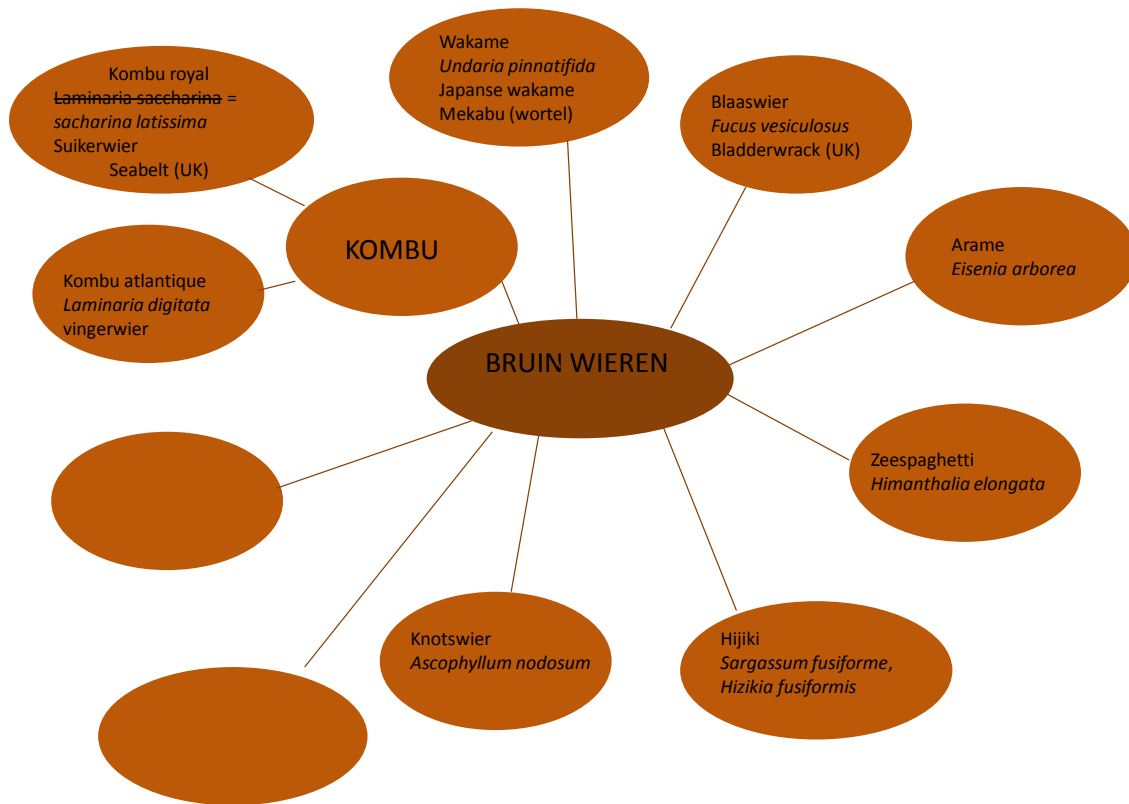 Kombu royal
Laminaria saccharina =
sacharina latissima
Suikerwier
Seabelt (UK)
Wakame
Undaria pinnatifida
Japanse wakame
Mekabu (wortel)
Blaaswier
Fucus vesiculosus
Bladderwrack (UK)
KOMBU
Arame
Eisenia arborea
Kombu atlantique
Laminaria digitata
vingerwier
BRUIN WIEREN
Zeespaghetti
Himanthalia elongata
Knotswier
Ascophyllum nodosum
Hijiki
Sargassum fusiforme,
Hizikia fusiformis